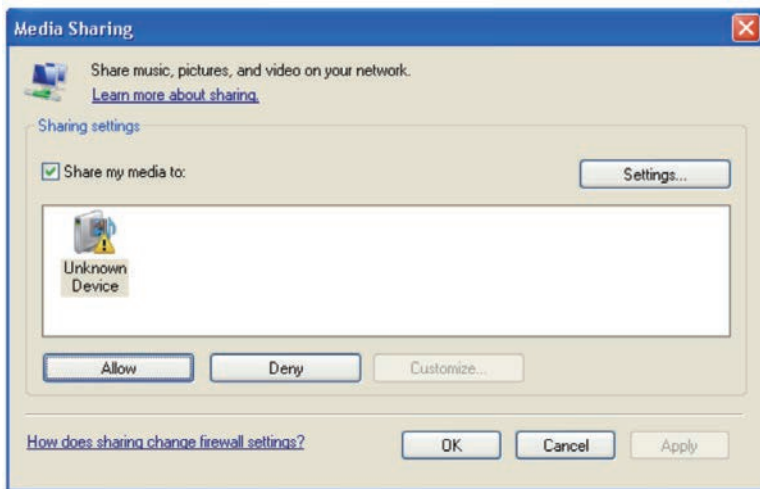 Media Sharing
Share music, pictures, and video on your network.
Learn more about sharing.
Sharing settings
Share my media to:
Settings...
Unknown
Device
Allow
Deny
Customize...
How does sharing change firewall settings?
OK
Cancel
Apply